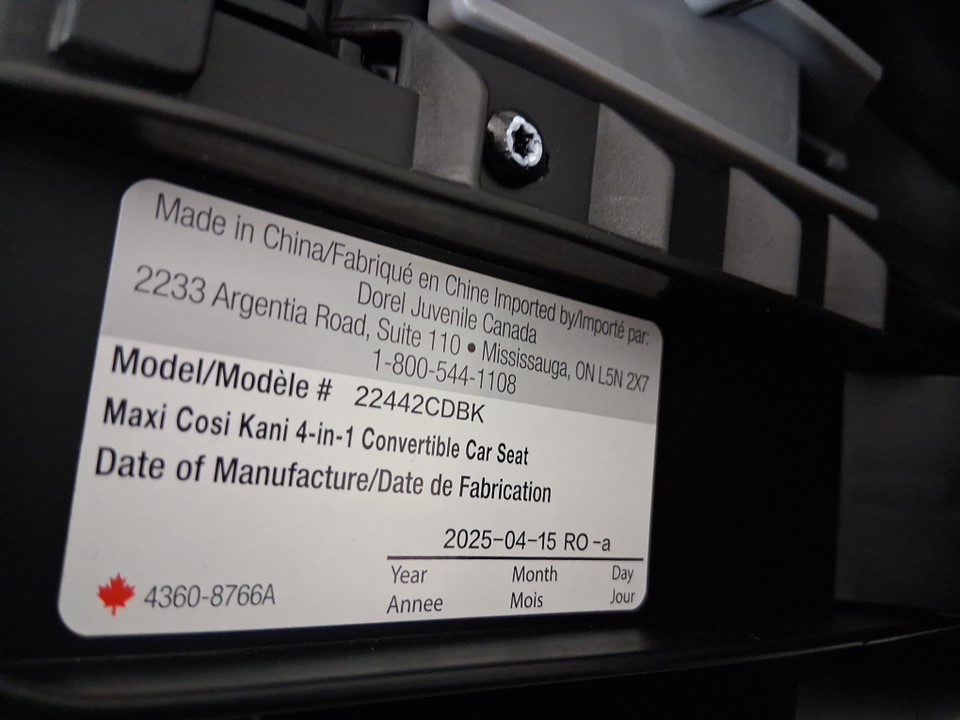 Made in China/Fabriqué en Chine Imported by/Importé par:
Dorel Juvenile Canada
2233 Argentia Road, Suite 110 • Mississauga, ON L5N 2X7
1-800-544-1108
Model/Modèle # 22442CDBK
Maxi Cosi Kani 4-in-1 Convertible Car Seat
Date of Manufacture/Date de Fabrication
2025-04-15 RO-a
Year Month Day
Annee Mois Jour
4360-8766A